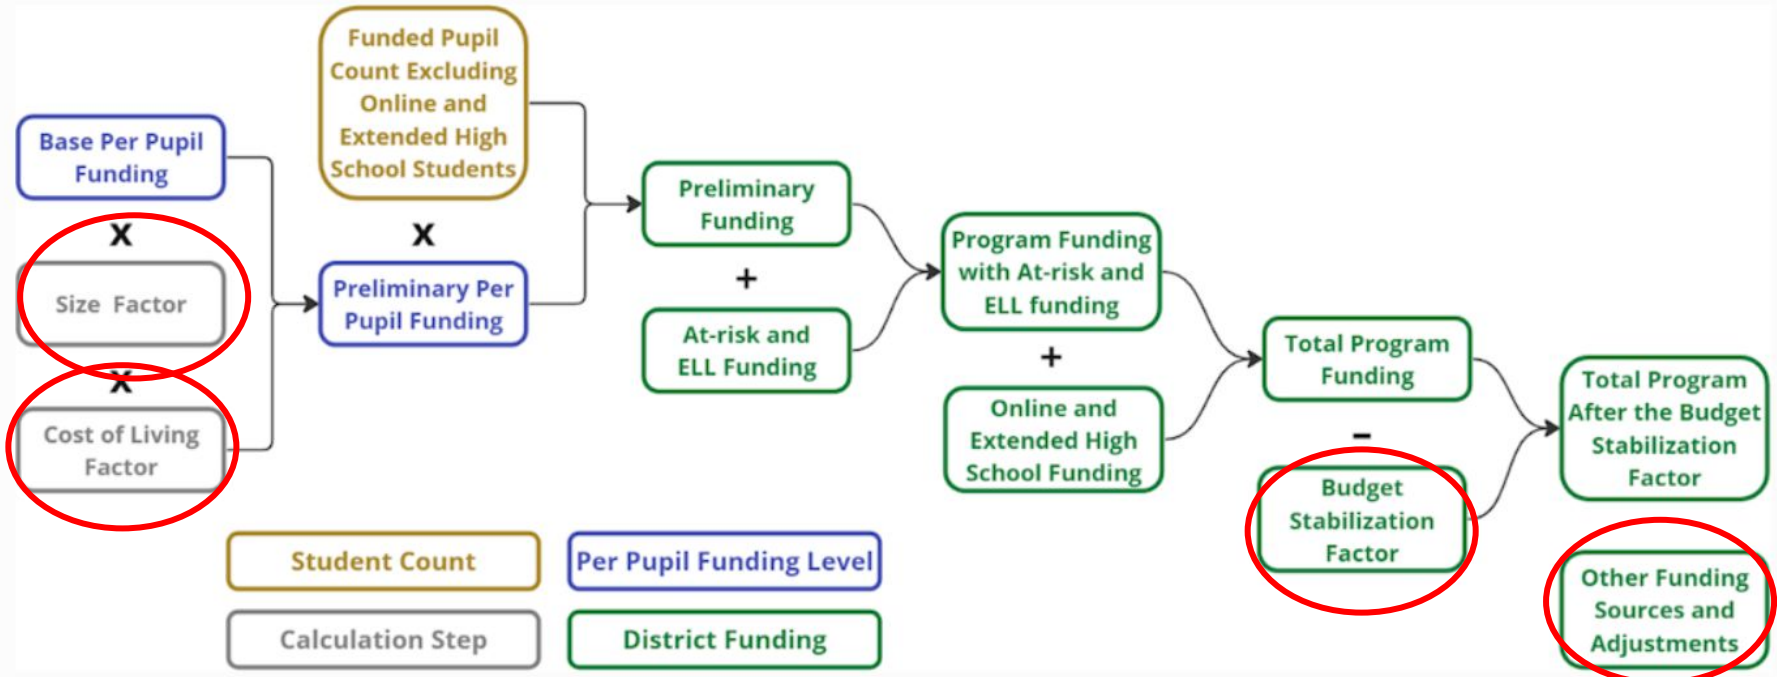 Base Per Pupil
Funding
X
Size Factor
X
Cost of Living
Factor
Funded Pupil
Count Excluding
Online and
Extended High
School Students
X
Preliminary Per
Pupil Funding
Preliminary
Funding
+
At-risk and
ELL Funding
Program Funding
with At-risk and
ELL funding
+
Online and
Extended High
School Funding
Total Program
Funding
–
Budget
Stabilization
Factor
Total Program
After the Budget
Stabilization
Factor
Other Funding
Sources and
Adjustments
Student Count
Per Pupil Funding Level
Calculation Step
District Funding